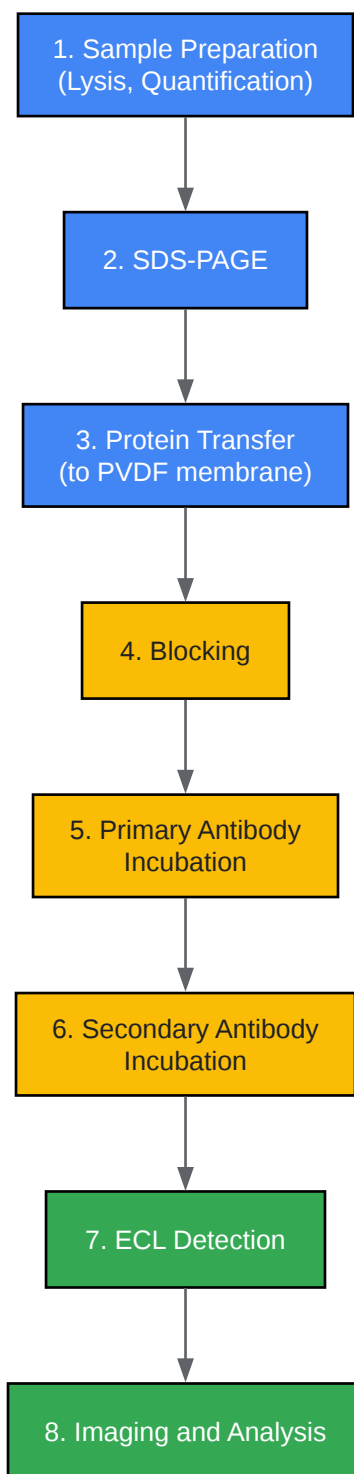 1. Sample Preparation
(Lysis, Quantification)
2. SDS-PAGE
3. Protein Transfer
(to PVDF membrane)
4. Blocking
5. Primary Antibody
Incubation
6. Secondary Antibody
Incubation
7. ECL Detection
8. Imaging and Analysis